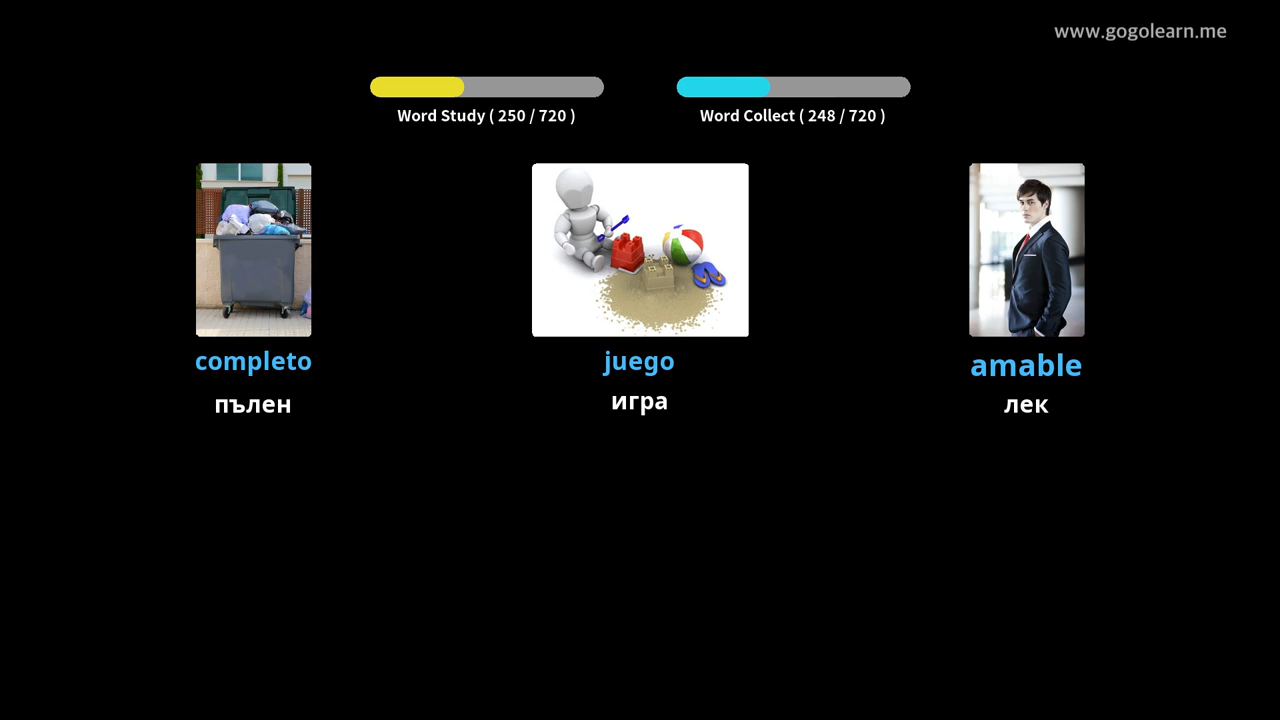 www.gogolearn.me
Word Study ( 250 / 720 )
Word Collect ( 248 / 720 )
completo
juego
amable
пълен
игра
лек